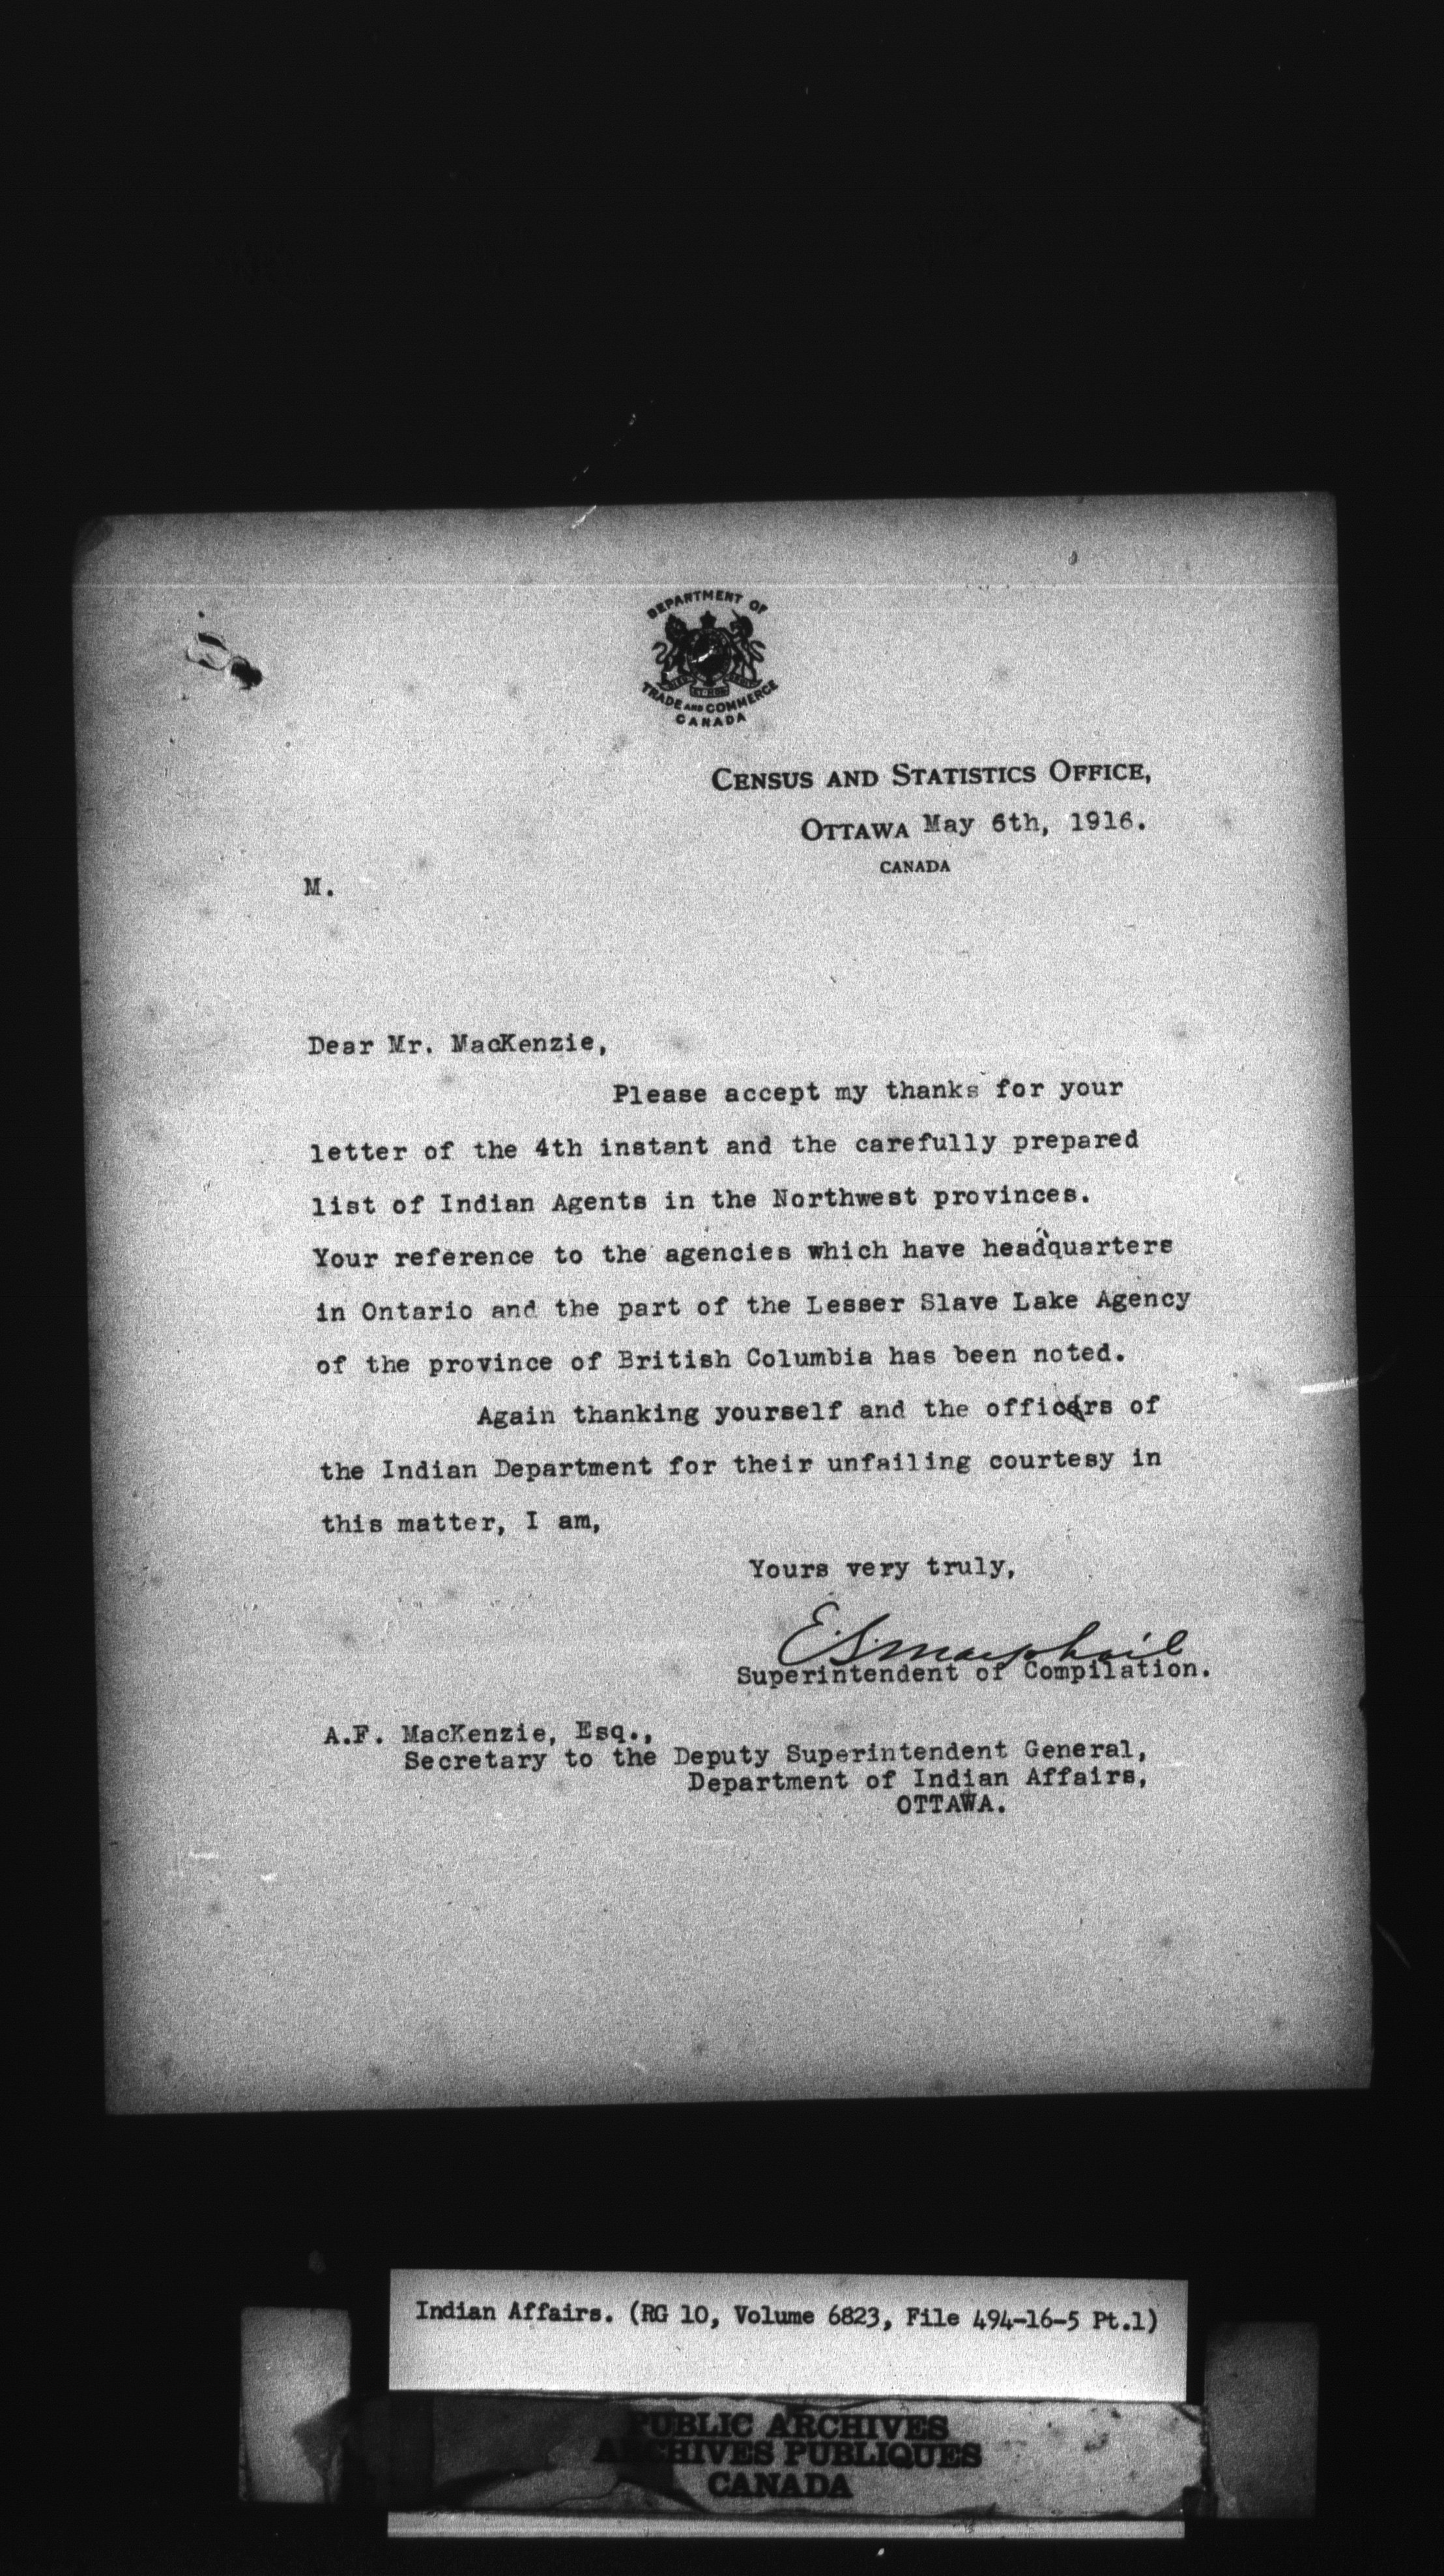 DEPARTMENT OF
TRADE AND COMMERCE
CANADA
CENSUS AND STATISTICS OFFICE,
OTTAWA May 6th, 1916.
CANADA
M.
Dear Mr. MacKenzie,
Please accept my thanks for your
letter of the 4th instant and the carefully prepared
list of Indian Agents in the Northwest provinces.
Your reference to the agencies which have headquarters
in Ontario and the part of the Lesser Slave Lake Agency
of the province of British Columbia has been noted.
Again thanking yourself and the officers of
the Indian Department for their unfailing courtesy in
this matter, I am,
Yours very truly,
E.S. Macphail
Superintendent of Compilation.
A.F. MacKenzie, Esq.,
Secretary to the Deputy Superintendent General,
Department of Indian Affairs,
OTTAWA.
Indian Affairs. (RG 10, Volume 6823, File 494-16-5 Pt.1)
PUBLIC ARCHIVES
ARCHIVES PUBLIQUES
CANADA